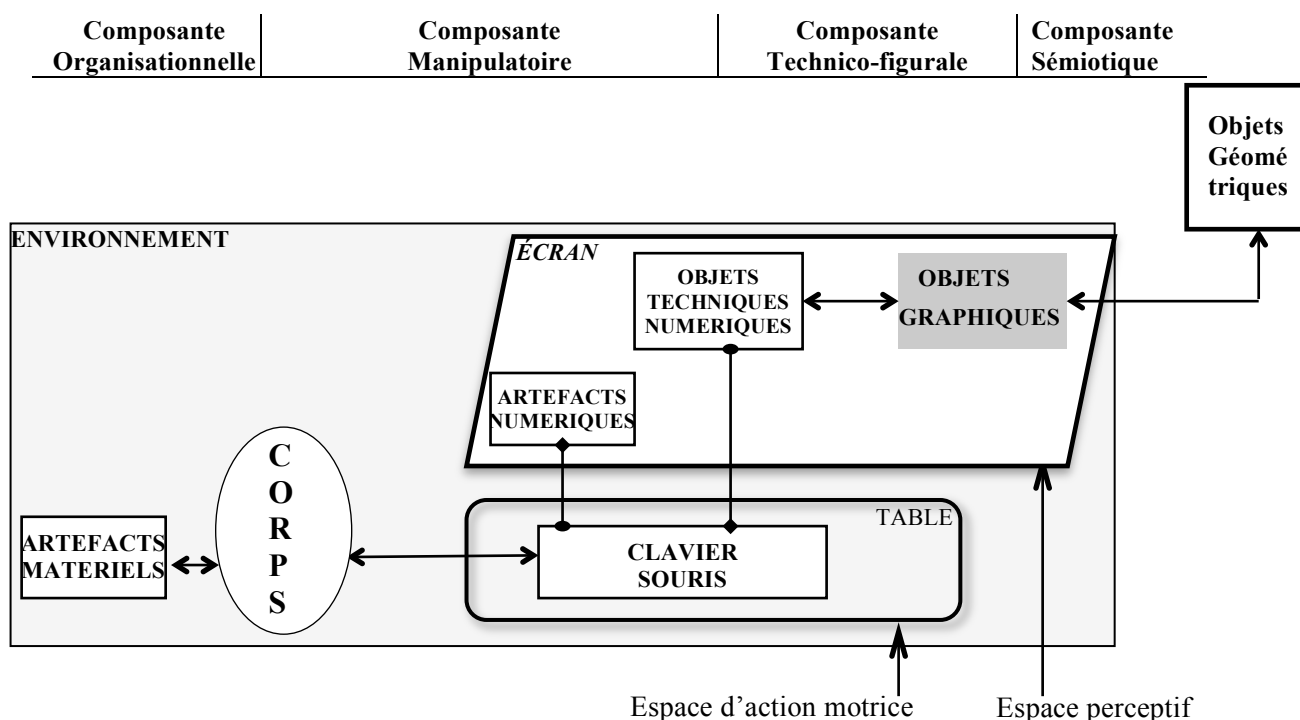 Composante
Organisationnelle
Composante
Manipulatoire
Composante
Technico-figurale
Composante
Sémiotique
Objets
Géomé
triques
ENVIRONNEMENT
ÉCRAN
OBJETS
TECHNIQUES
NUMERIQUES
OBJETS
GRAPHIQUES
ARTEFACTS
NUMERIQUES
C
O
R
P
S
TABLE
ARTEFACTS
MATERIELS
CLAVIER
SOURIS
Espace d’action motrice
Espace perceptif